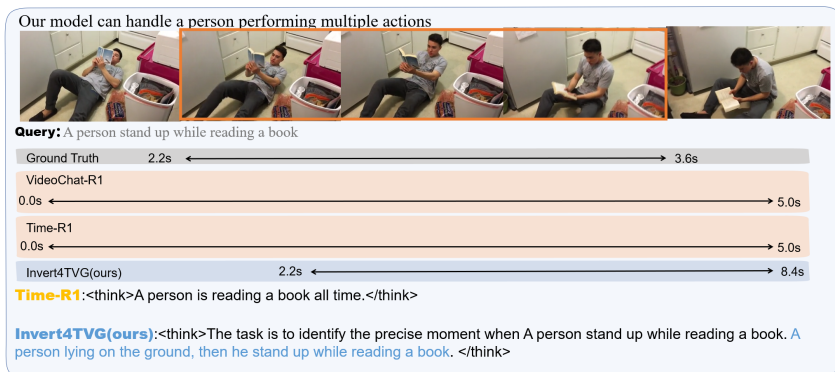 Our model can handle a person performing multiple actions
Query: A person stand up while reading a book
Ground Truth 2.2s 3.6s
VideoChat-R1
0.0s 5.0s
Time-R1
0.0s 5.0s
Invert4TVG(ours) 2.2s 8.4s
Time-R1:<think>A person is reading a book all time.</think>
Invert4TVG(ours):<think>The task is to identify the precise moment when A person stand up while reading a book. A
person lying on the ground, then he stand up while reading a book. </think>